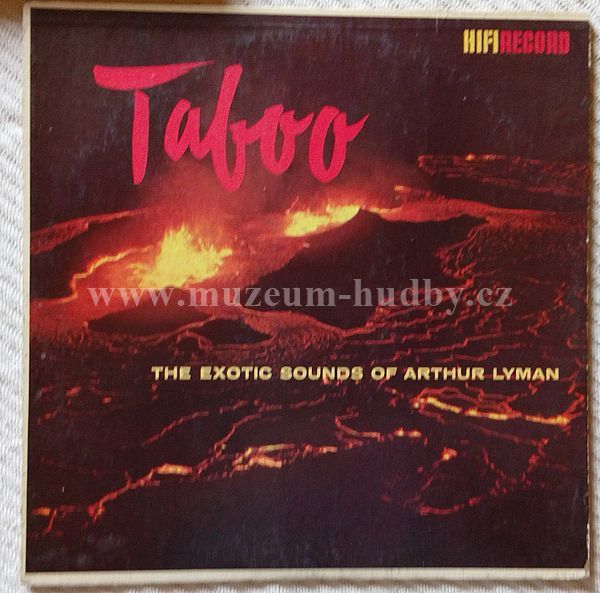 HIFIRECORD
Taboo
www.muzeum-hudby.cz
THE EXOTIC SOUNDS OF ARTHUR LYMAN